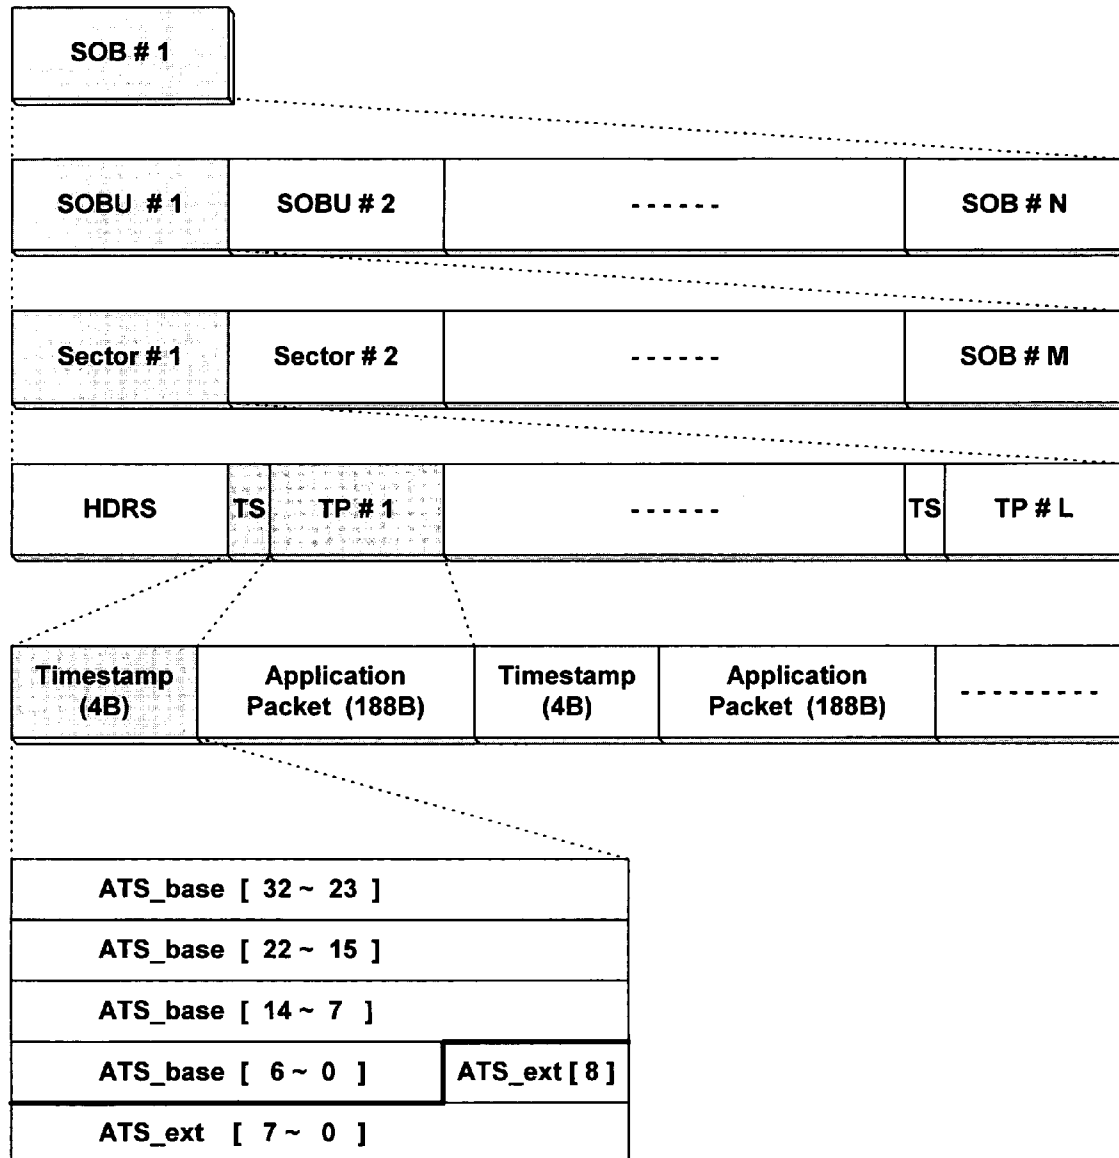 SOB # 1
SOBU # 1 SOBU # 2 ------ SOB # N
Sector # 1 Sector # 2 ------ SOB # M
HDRS TS TP # 1 ------ TS TP # L
Timestamp (4B) Application Packet (188B) Timestamp (4B) Application Packet (188B) ---------
ATS_base [ 32 ~ 23 ]
ATS_base [ 22 ~ 15 ]
ATS_base [ 14 ~ 7 ]
ATS_base [ 6 ~ 0 ] ATS_ext [ 8 ]
ATS_ext [ 7 ~ 0 ]